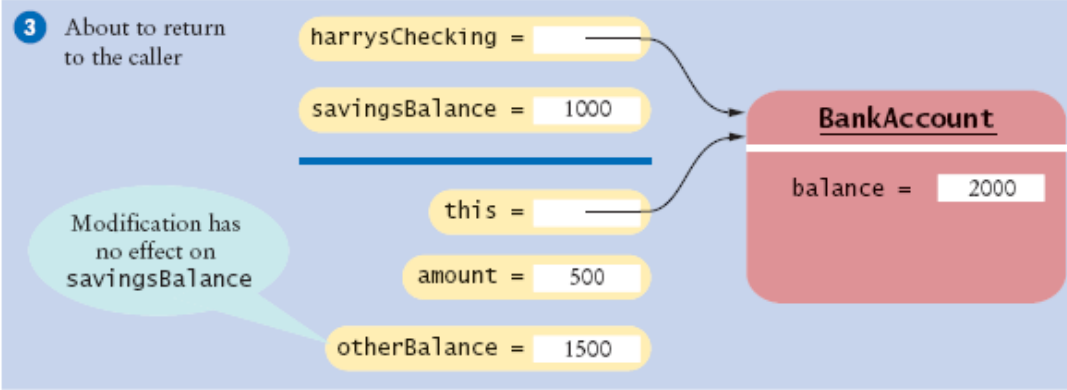 3 About to return
to the caller
harrysChecking =
savingsBalance = 1000
BankAccount
balance = 2000
this =
Modification has
no effect on
savingsBalance
amount = 500
otherBalance = 1500